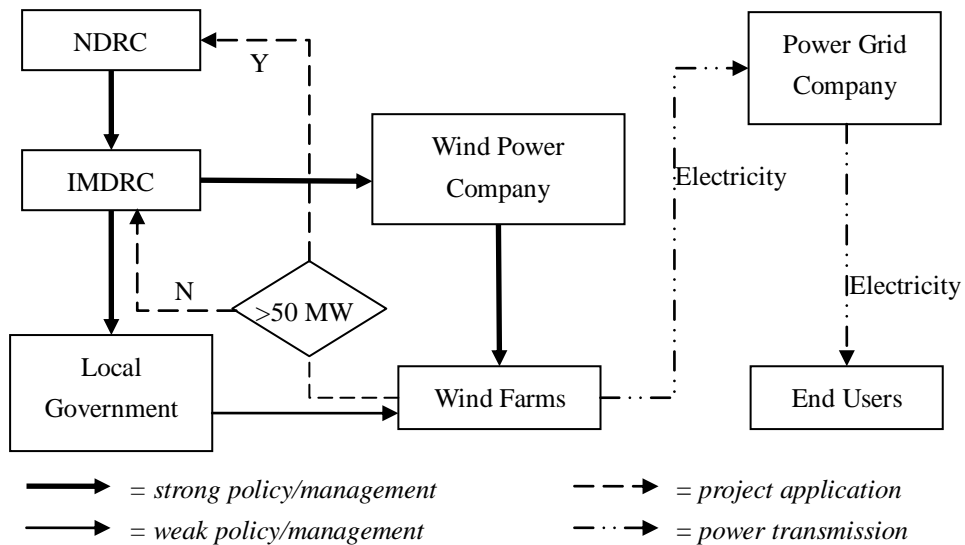 NDRC
Y
Power Grid
Company
IMDRC
Wind Power
Company
Electricity
N
>50 MW
Electricity
Local
Government
Wind Farms
End Users
= strong policy/management
= project application
= weak policy/management
= power transmission